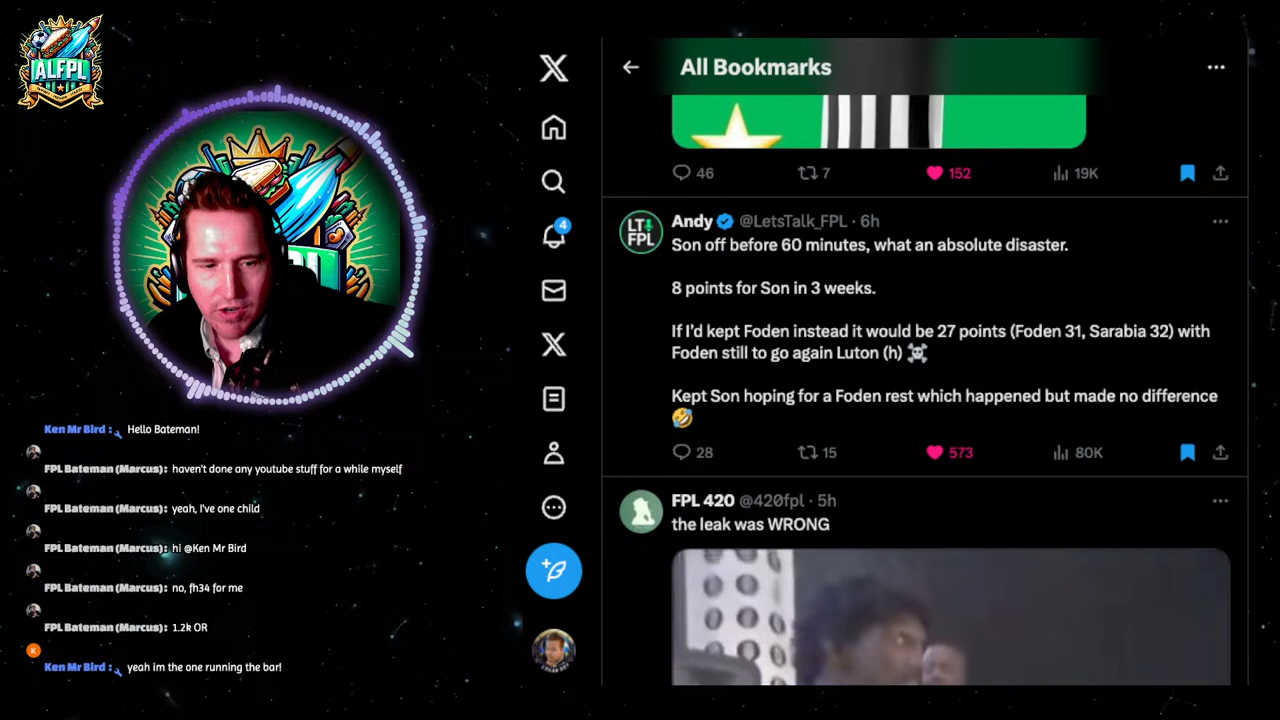 ALFPL
Ken Mr Bird : Hello Bateman!
FPL Bateman (Marcus): haven't done any youtube stuff for a while myself
FPL Bateman (Marcus): yeah, I've one child
FPL Bateman (Marcus): hi @Ken Mr Bird
FPL Bateman (Marcus): no, fh34 for me
FPL Bateman (Marcus): 1.2k OR
K
Ken Mr Bird : yeah im the one running the bar!
4
All Bookmarks
46 7 152 19K
LT FPL
Andy @LetsTalk_FPL · 6h
Son off before 60 minutes, what an absolute disaster.
8 points for Son in 3 weeks.
If I'd kept Foden instead it would be 27 points (Foden 31, Sarabia 32) with
Foden still to go again Luton (h) ☠️
Kept Son hoping for a Foden rest which happened but made no difference
🤣
28 15 573 80K
FPL 420 @420fpl · 5h
the leak was WRONG